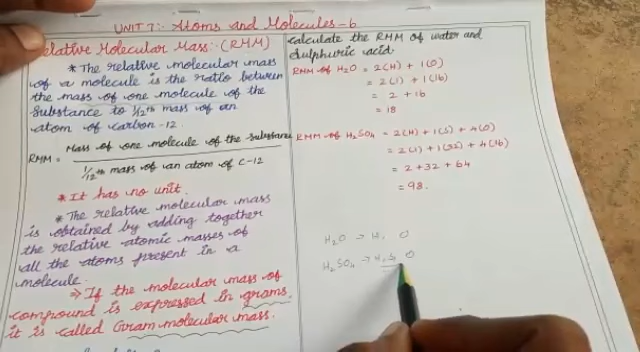 UNIT 7:- Atoms and Molecules - 6
Relative Molecular Mass:- (RMM)
* The relative molecular mass
of a molecule is the ratio between
the mass of one molecule of the
substance to 1/12th mass of an
atom of carbon-12.
RMM = Mass of one molecule of the substance
1/12th mass of an atom of C-12
* It has no unit.
* The relative molecular mass
is obtained by adding together
the relative atomic masses of
all the atoms present in a
molecule.
⇒ If the molecular mass of
compound is expressed in grams,
it is called Gram molecular mass.
calculate the RMM of water and
sulphuric acid
RMM of H₂O = 2(H) + 1(O)
= 2(1) + 1(16)
= 2 + 16
= 18
RMM of H₂SO₄ = 2(H) + 1(S) + 4(O)
= 2(1) + 1(32) + 4(16)
= 2 + 32 + 64
= 98.
H₂O → H, O
H₂SO₄ → H, S, O